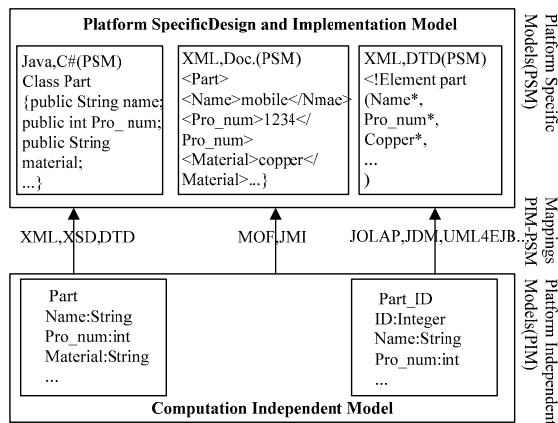 Platform SpecificDesign and Implementation Model
Java,C#(PSM)
Class Part
{public String name;
public int Pro_ num;
public String
material;
...}
XML,Doc.(PSM)
<Part>
<Name>mobile</Nmae>
<Pro_num>1234</
Pro_num>
<Material>copper</
Material>...}
XML,DTD(PSM)
<!Element part
(Name*,
Pro_num*,
Copper*,
...
)
Platform Specific
Models(PSM)
XML,XSD,DTD
MOF,JMI
JOLAP,JDM,UML4EJB...
Mappings
PIM-PSM
Part
Name:String
Pro_num:int
Material:String
...
Part_ID
ID:Integer
Name:String
Pro_num:int
...
Computation Independent Model
Platform Independent
Models(PIM)